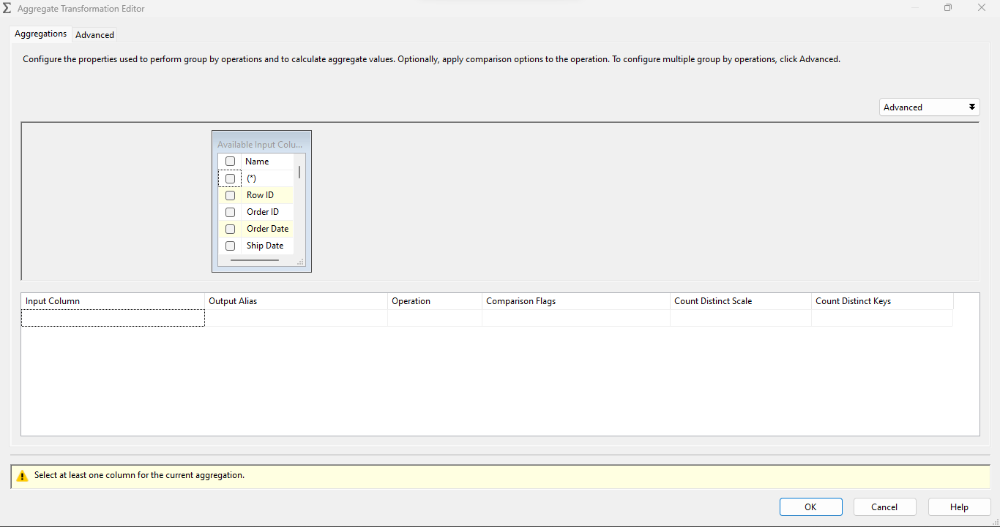 Aggregate Transformation Editor
Aggregations Advanced
Configure the properties used to perform group by operations and to calculate aggregate values. Optionally, apply comparison options to the operation. To configure multiple group by operations, click Advanced.
Advanced
Available Input Colu...
Name
(*)
Row ID
Order ID
Order Date
Ship Date
Input Column Output Alias Operation Comparison Flags Count Distinct Scale Count Distinct Keys
Select at least one column for the current aggregation.
OK Cancel Help